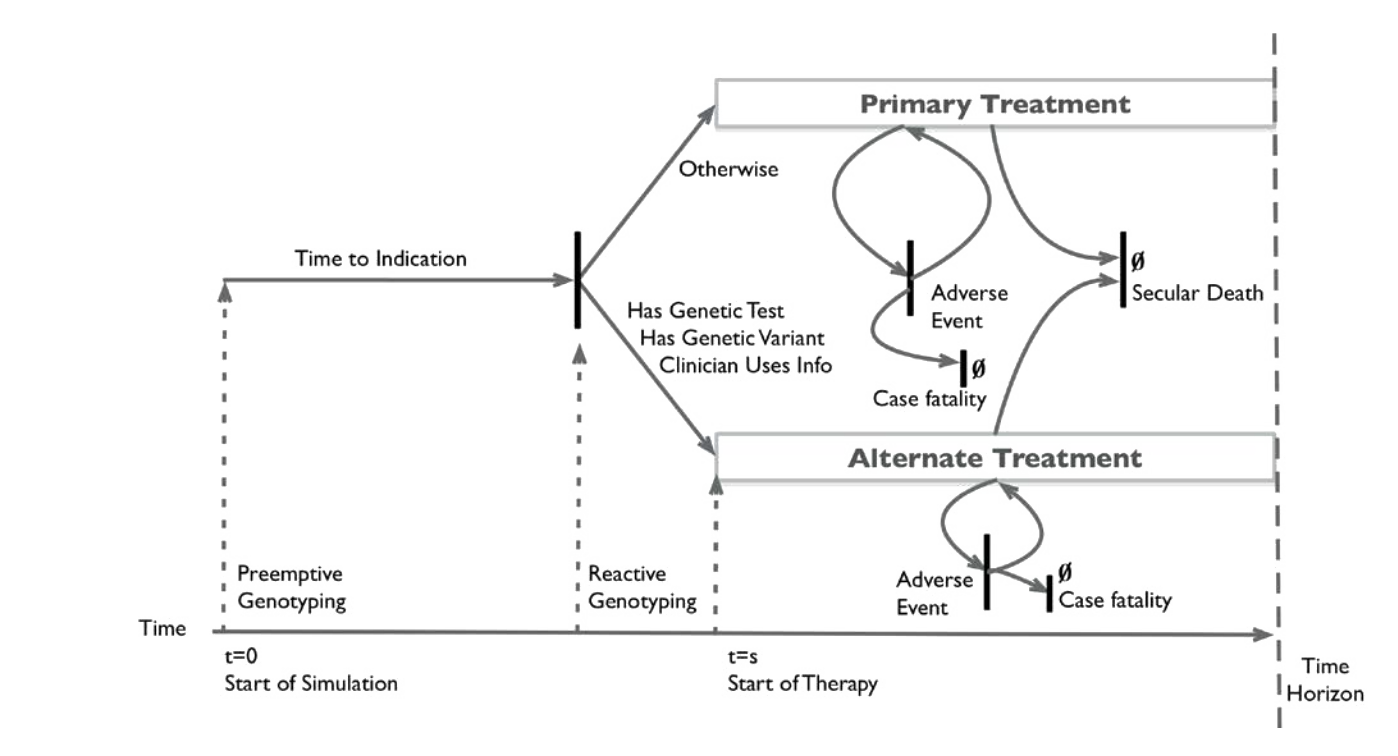 Primary Treatment
Otherwise
Time to Indication
Ø
Secular Death
Adverse
Event
Has Genetic Test
Has Genetic Variant
Clinician Uses Info
Ø
Case fatality
Alternate Treatment
Preemptive
Genotyping
Reactive
Genotyping
Adverse
Event
Ø
Case fatality
Time
t=0
Start of Simulation
t=s
Start of Therapy
Time
Horizon